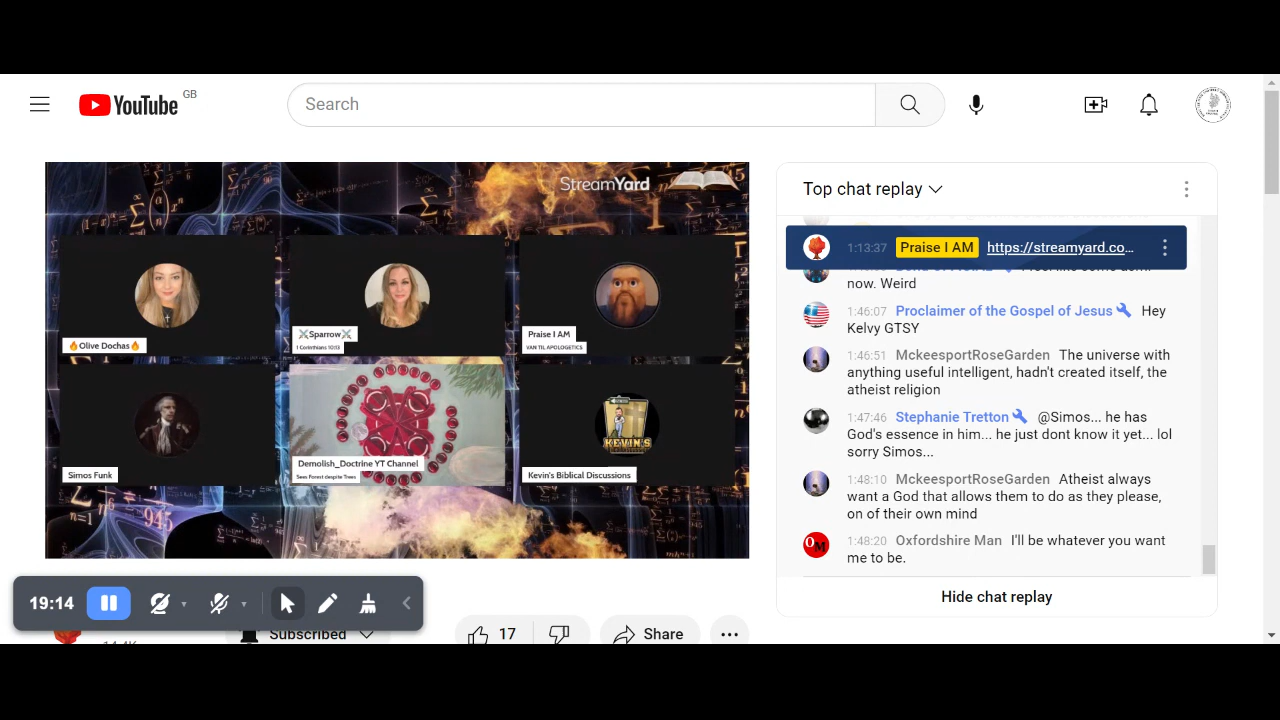 YouTube GB
Search
StreamYard
Olive Dochas
Sparrow
1 Corinthians 10:13
Praise I AM
VAN TIL APOLOGETICS
Simos Funk
Demolish_Doctrine YT Channel
Sees Forest despite Trees
KEVIN'S
Kevin's Biblical Discussions
n=1
945
Top chat replay
1:13:37 Praise I AM https://streamyard.co...
now. Weird
1:46:07 Proclaimer of the Gospel of Jesus Hey
Kelvy GTSY
1:46:51 MckeesportRoseGarden The universe with
anything useful intelligent, hadn't created itself, the
atheist religion
1:47:46 Stephanie Tretton @Simos... he has
God's essence in him... he just dont know it yet... lol
sorry Simos...
1:48:10 MckeesportRoseGarden Atheist always
want a God that allows them to do as they please,
on of their own mind
OM
1:48:20 Oxfordshire Man I'll be whatever you want
me to be.
Hide chat replay
19:14
Subscribed
17
Share